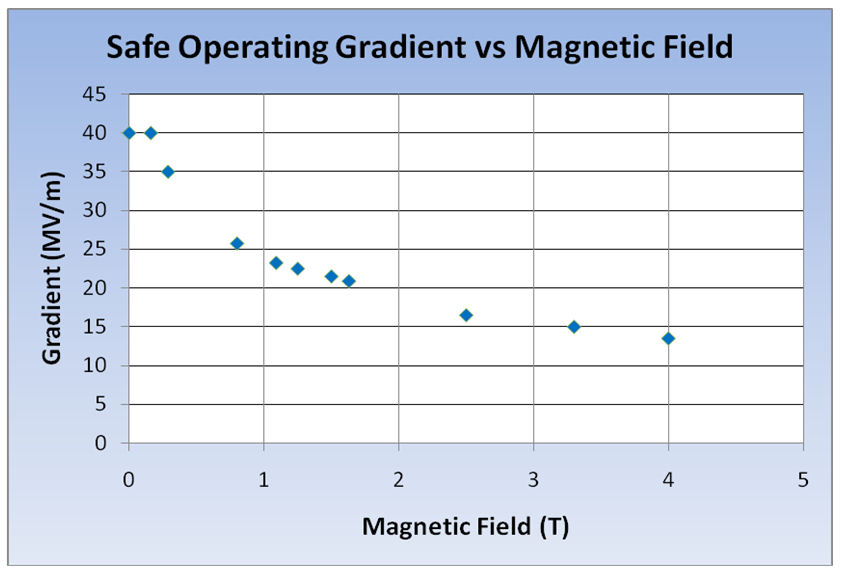 Safe Operating Gradient vs Magnetic Field
45
40
35
30
25
20
15
10
5
0
Gradient (MV/m)
0 1 2 3 4 5
Magnetic Field (T)